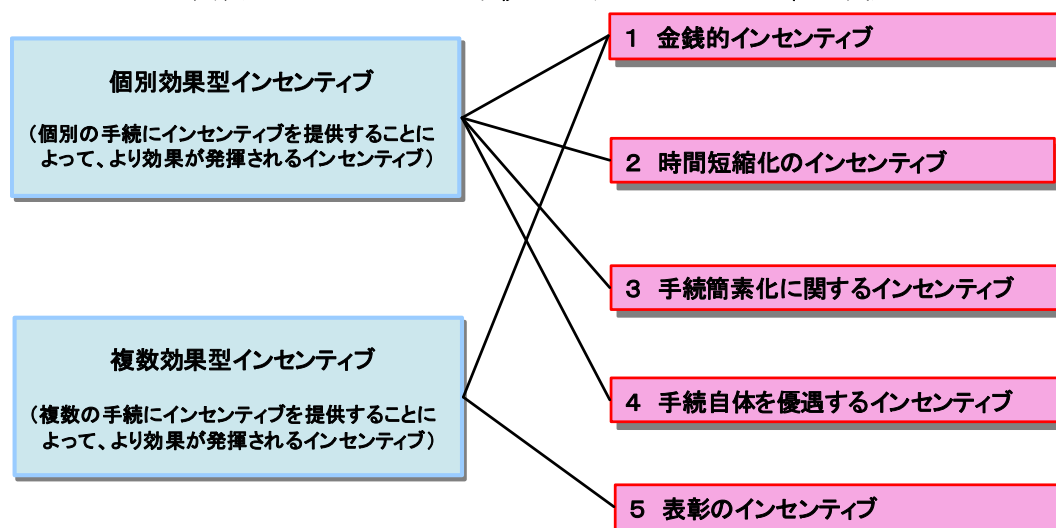 個別効果型インセンティブ
（個別の手続にインセンティブを提供することに
よって、より効果が発揮されるインセンティブ）
複数効果型インセンティブ
（複数の手続にインセンティブを提供することに
よって、より効果が発揮されるインセンティブ）
１　金銭的インセンティブ
２　時間短縮化のインセンティブ
３　手続簡素化に関するインセンティブ
４　手続自体を優遇するインセンティブ
５　表彰のインセンティブ